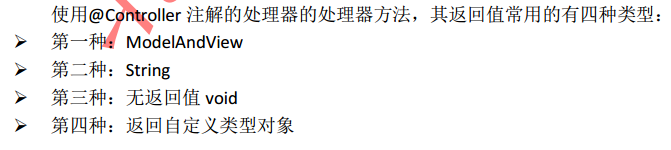 使用@Controller 注解的处理器的处理器方法，其返回值常用的有四种类型：
➢ 第一种：ModelAndView
➢ 第二种：String
➢ 第三种：无返回值 void
➢ 第四种：返回自定义类型对象